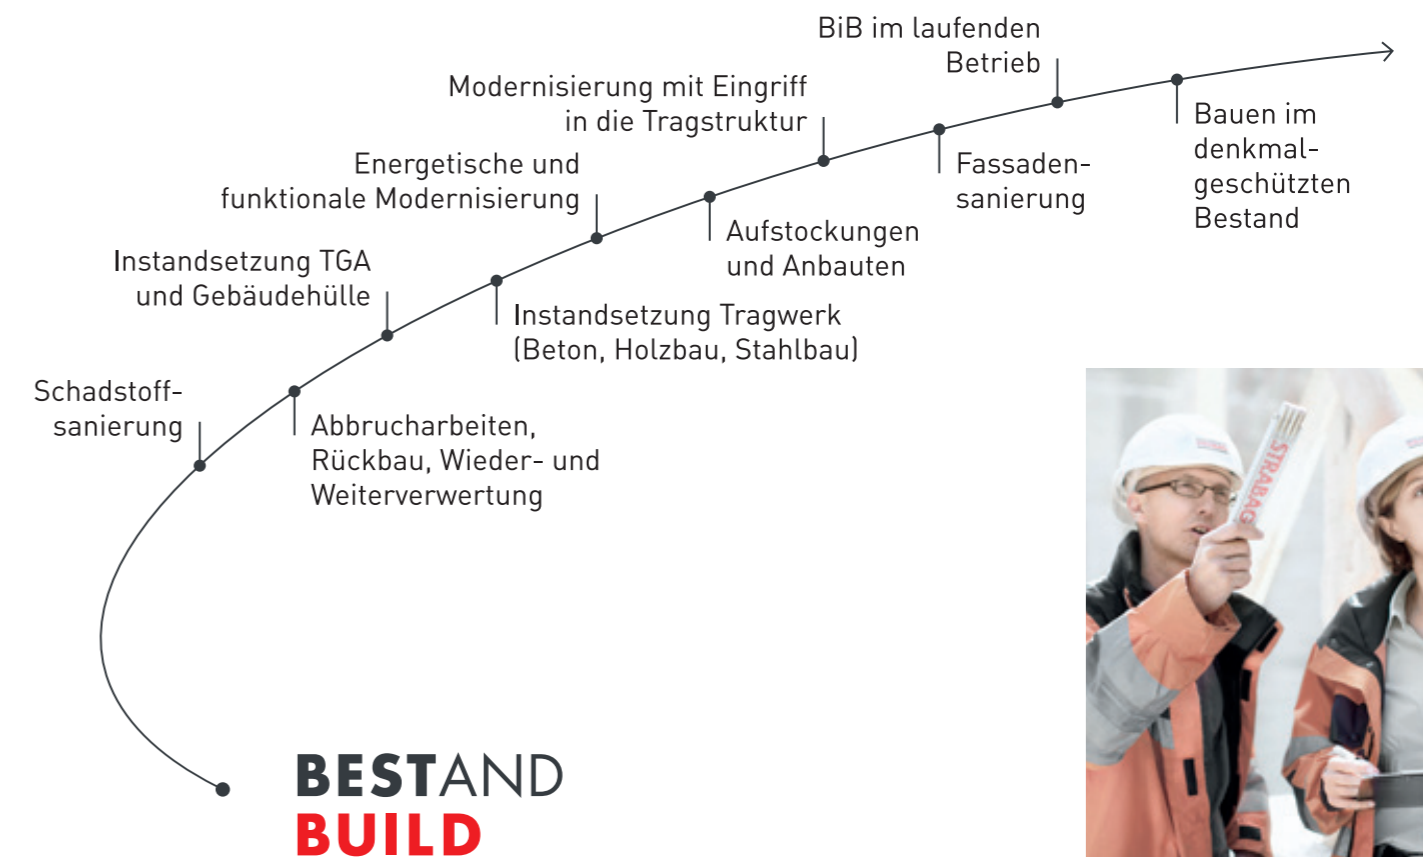 BiB im laufenden
Betrieb
Modernisierung mit Eingriff
in die Tragstruktur
Bauen im
denkmal-
geschützten
Bestand
Energetische und
funktionale Modernisierung
Fassaden-
sanierung
Aufstockungen
und Anbauten
Instandsetzung TGA
und Gebäudehülle
Instandsetzung Tragwerk
(Beton, Holzbau, Stahlbau)
Schadstoff-
sanierung
Abbrucharbeiten,
Rückbau, Wieder- und
Weiterverwertung
STRABAG
BESTAND
BUILD